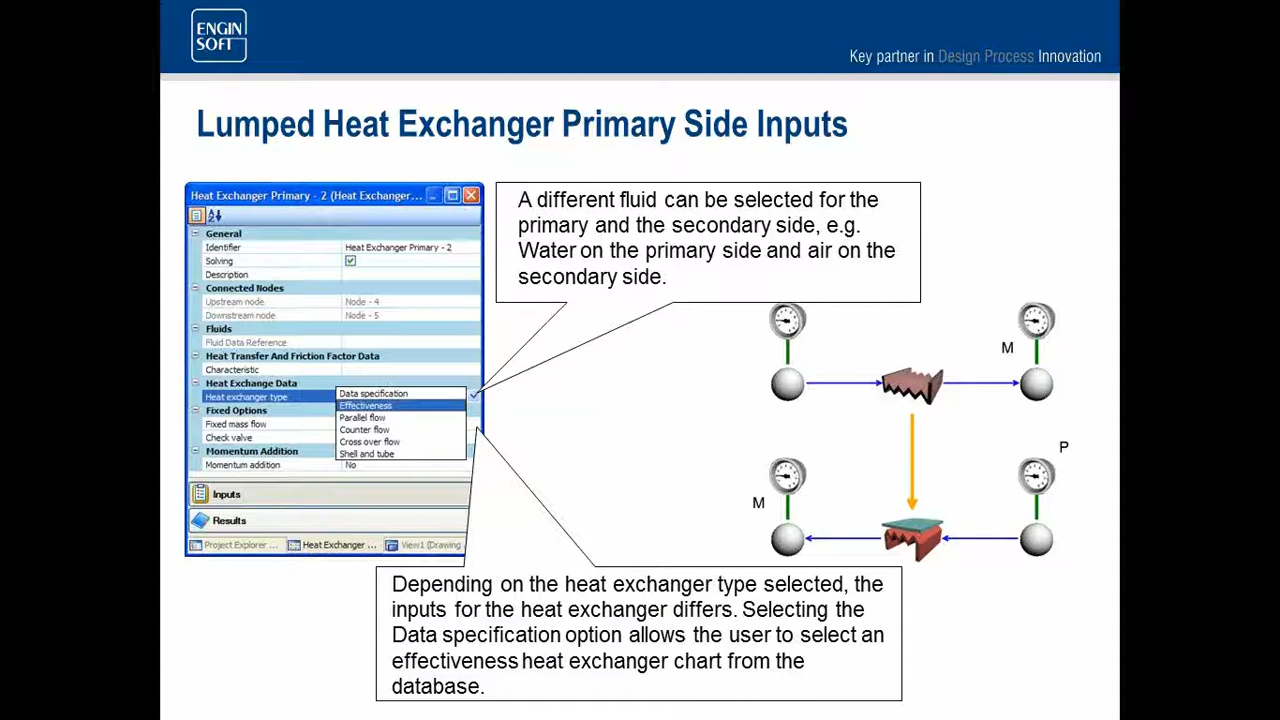 ENGIN
SOFT
Key partner in Design Process Innovation
Lumped Heat Exchanger Primary Side Inputs
Heat Exchanger Primary - 2 (Heat Exchanger...
General
Identifier Heat Exchanger Primary - 2
Solving
Description
Connected Nodes
Upstream node Node - 4
Downstream node Node - 5
Fluids
Fluid Data Reference
Heat Transfer And Friction Factor Data
Characteristic
Heat Exchange Data
Heat exchanger type
Data specification
Effectiveness
Parallel flow
Counter flow
Cross over flow
Shell and tube
Fixed Options
Fixed mass flow
Check valve
Momentum Addition
Momentum addition No
Inputs
Results
Project Explorer ... Heat Exchanger ... View1 (Drawing
A different fluid can be selected for the
primary and the secondary side, e.g.
Water on the primary side and air on the
secondary side.
M
P
M
Depending on the heat exchanger type selected, the
inputs for the heat exchanger differs. Selecting the
Data specification option allows the user to select an
effectiveness heat exchanger chart from the
database.